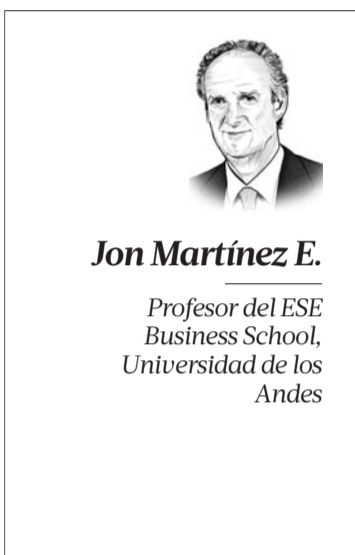 Jon Martínez E.
Profesor del ESE
Business School,
Universidad de los
Andes